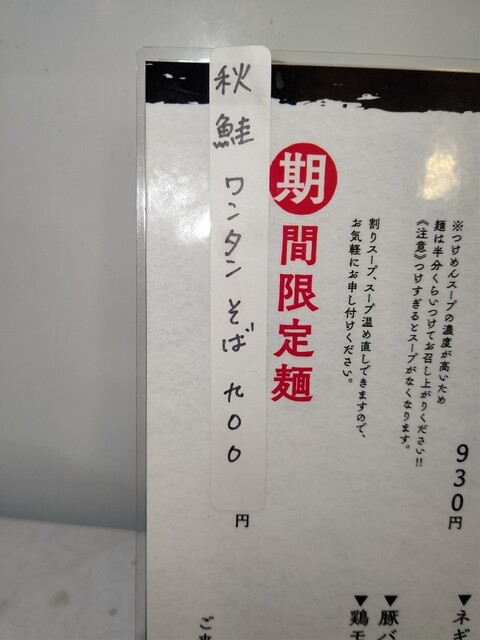 ※つけめんスープの濃度が高いため
麺は半分くらいつけてお召し上がりください!!
《注意》つけすぎるとスープがなくなります。
930円
割りスープ、スープ温め直しできますので、
お気軽にお申し付けください。
期間限定麺
秋鮭ワンタンそば 九〇〇
円
▼ネギ
▼豚バ
▼鶏モ
ご来